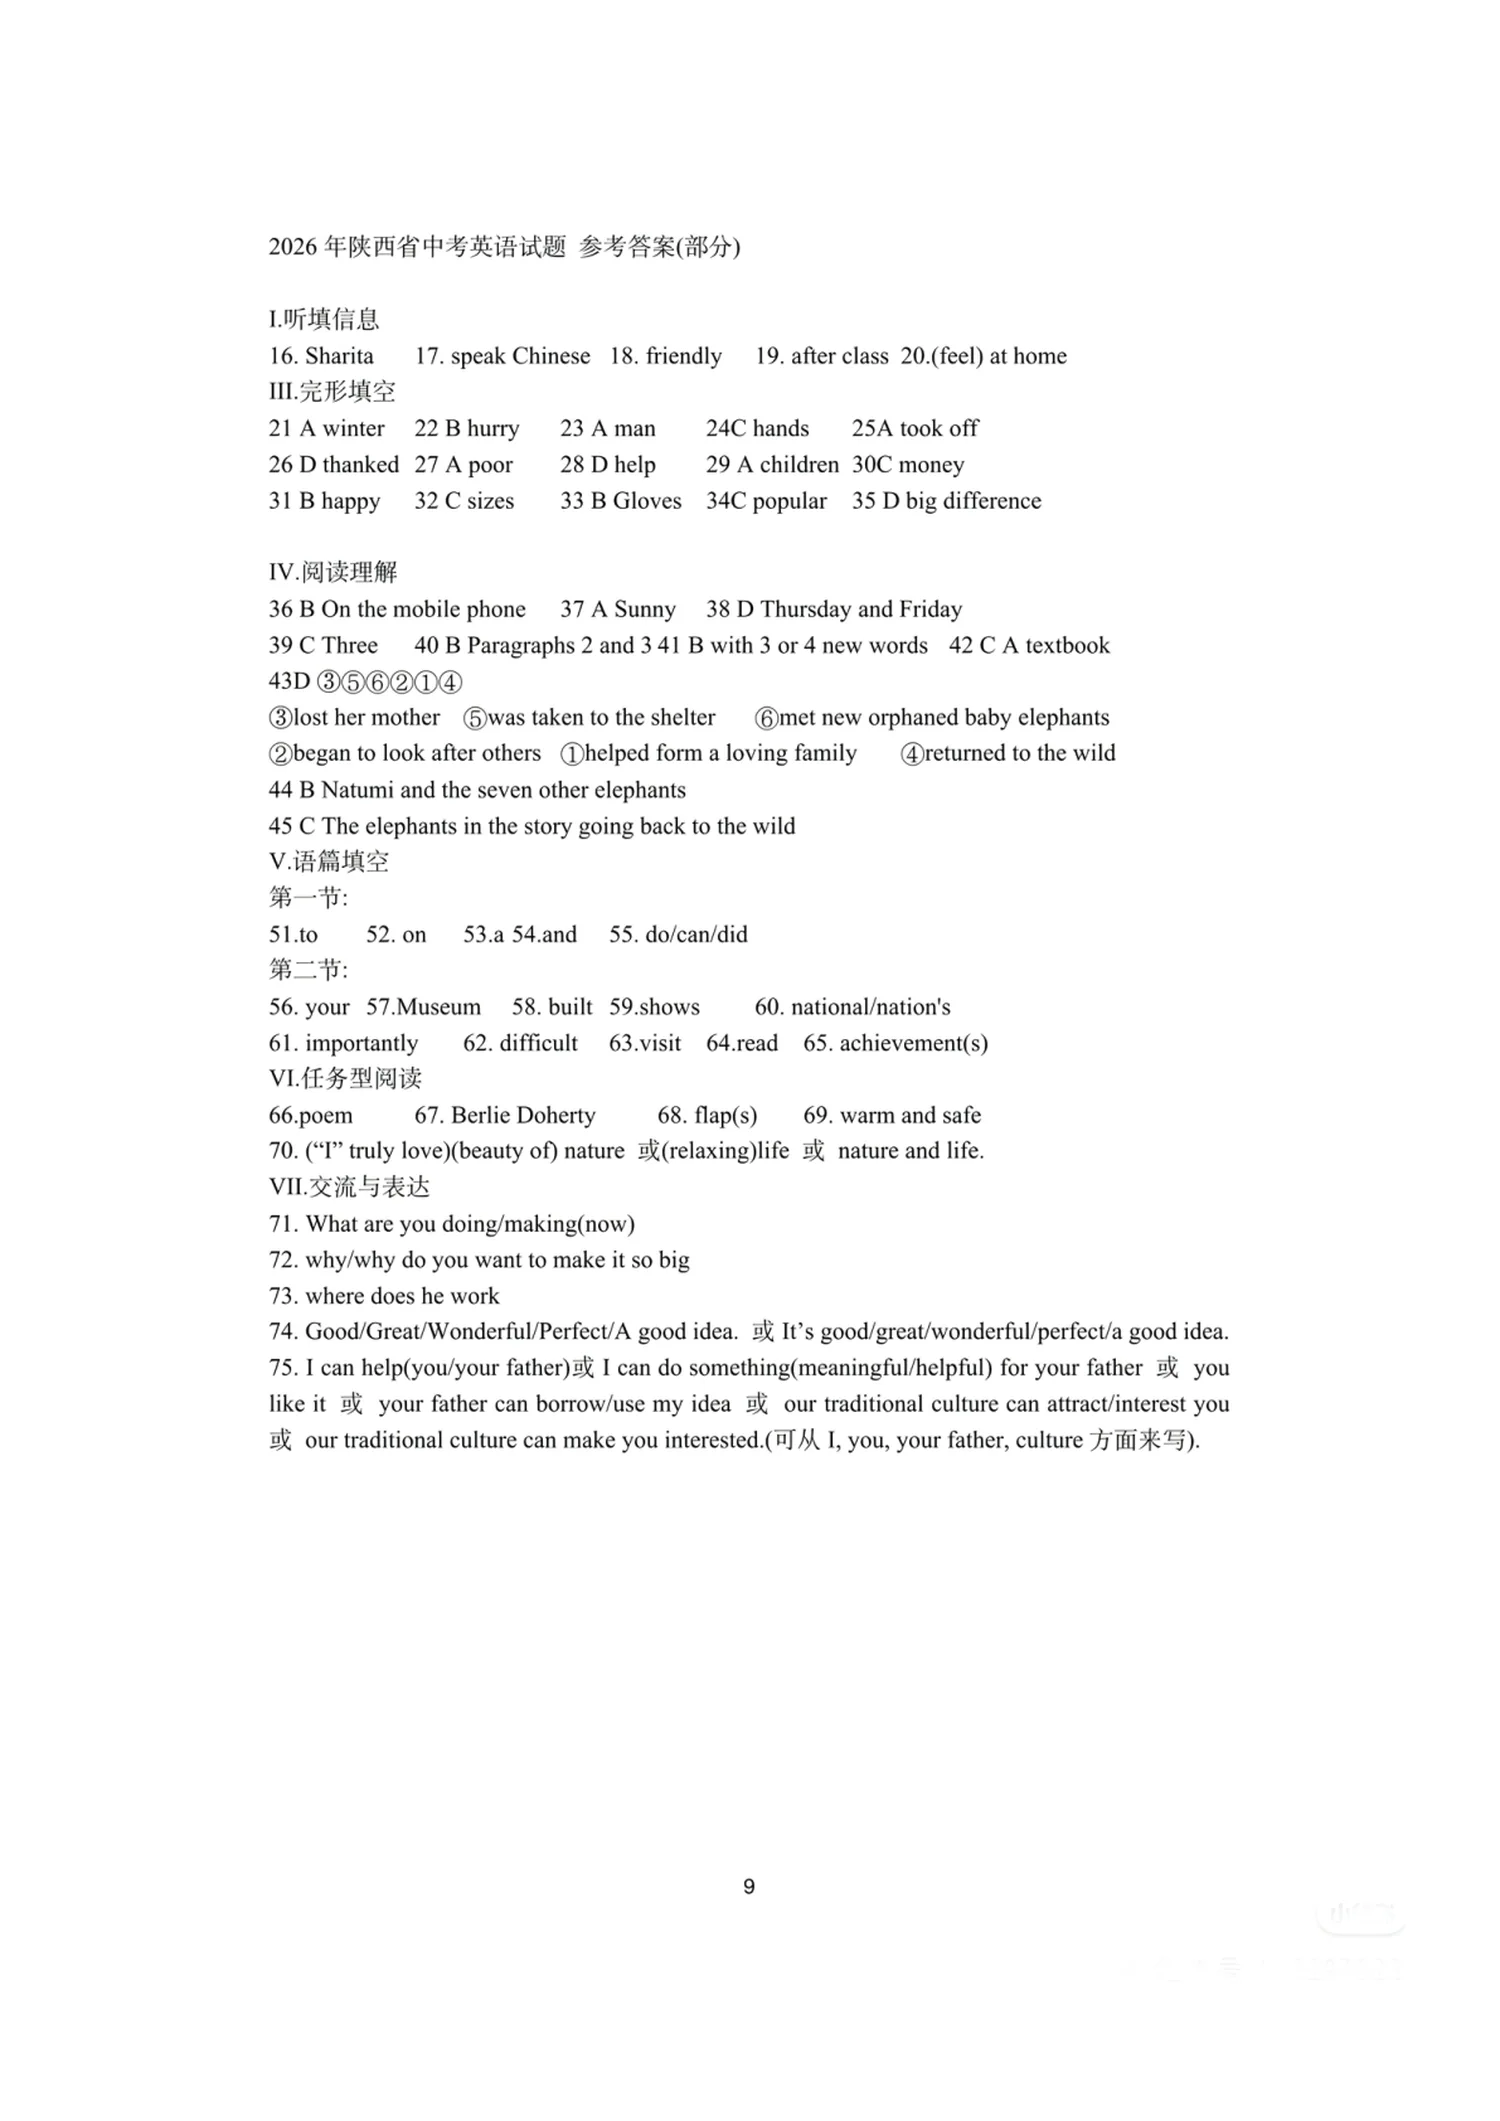 2026 年陕西省中考英语试题 参考答案(部分)
I.听填信息
16. Sharita 17. speak Chinese 18. friendly 19. after class 20.(feel) at home
III.完形填空
21 A winter 22 B hurry 23 A man 24C hands 25A took off
26 D thanked 27 A poor 28 D help 29 A children 30C money
31 B happy 32 C sizes 33 B Gloves 34C popular 35 D big difference
IV.阅读理解
36 B On the mobile phone 37 A Sunny 38 D Thursday and Friday
39 C Three 40 B Paragraphs 2 and 3 41 B with 3 or 4 new words 42 C A textbook
43D ③⑤⑥②①④
③lost her mother ⑤was taken to the shelter ⑥met new orphaned baby elephants
②began to look after others ①helped form a loving family ④returned to the wild
44 B Natumi and the seven other elephants
45 C The elephants in the story going back to the wild
V.语篇填空
第一节:
51.to 52. on 53.a 54.and 55. do/can/did
第二节:
56. your 57.Museum 58. built 59.shows 60. national/nation's
61. importantly 62. difficult 63.visit 64.read 65. achievement(s)
VI.任务型阅读
66.poem 67. Berlie Doherty 68. flap(s) 69. warm and safe
70. (“I” truly love)(beauty of) nature 或(relaxing)life 或 nature and life.
VII.交流与表达
71. What are you doing/making(now)
72. why/why do you want to make it so big
73. where does he work
74. Good/Great/Wonderful/Perfect/A good idea. 或 It’s good/great/wonderful/perfect/a good idea.
75. I can help(you/your father)或 I can do something(meaningful/helpful) for your father 或 you
like it 或 your father can borrow/use my idea 或 our traditional culture can attract/interest you
或 our traditional culture can make you interested.(可从 I, you, your father, culture 方面来写).
9